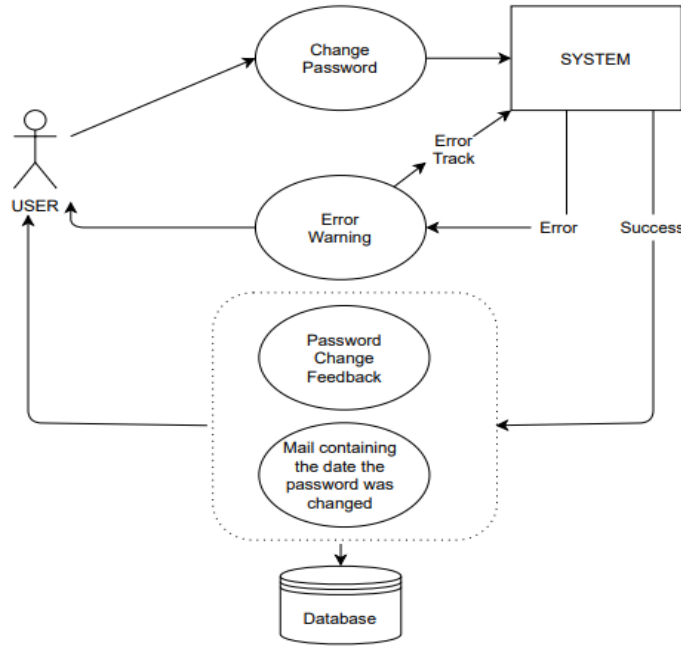 Change
Password
SYSTEM
Error
Track
USER
Error
Warning
Error
Success
Password
Change
Feedback
Mail containing
the date the
password was
changed
Database